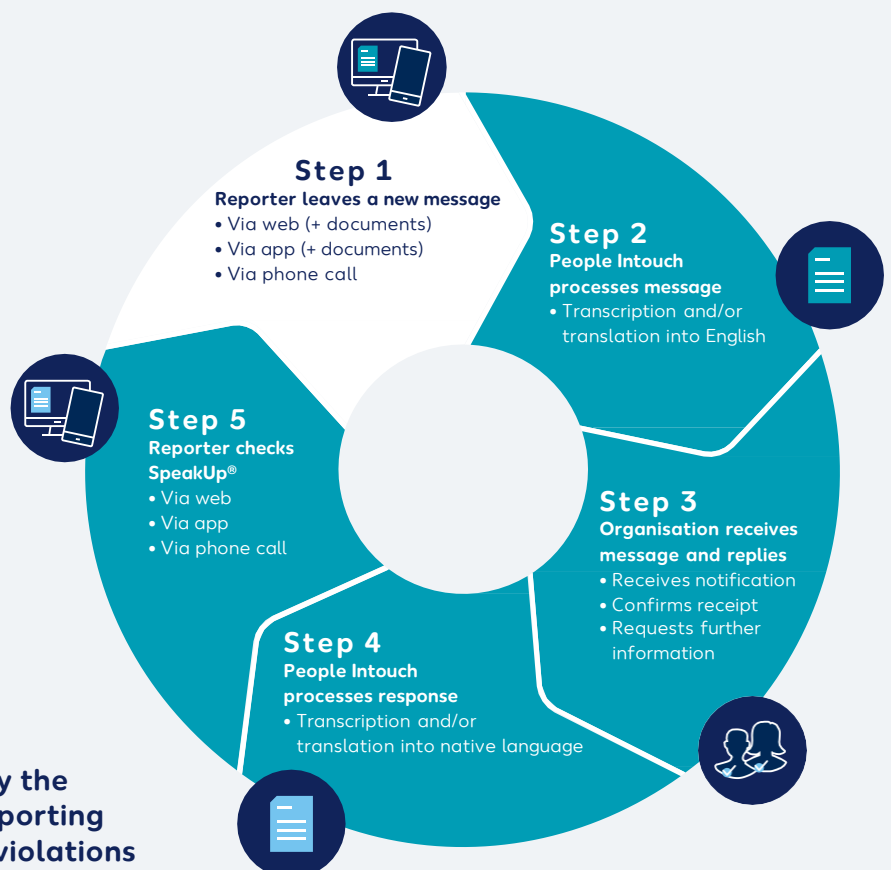 Step 1
Reporter leaves a new message
• Via web (+ documents)
• Via app (+ documents)
• Via phone call
Step 2
People Intouch
processes message
• Transcription and/or
translation into English
Step 3
Organisation receives
message and replies
• Receives notification
• Confirms receipt
• Requests further
information
Step 4
People Intouch
processes response
• Transcription and/or
translation into native language
Step 5
Reporter checks
SpeakUp®
• Via web
• Via app
• Via phone call
y the
porting
violations